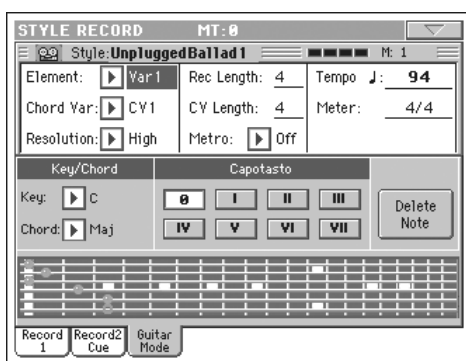 STYLE RECORD MT:0
Style:UnpluggedBallad1 M: 1
Element: Var1 Rec Length: 4 Tempo ♩: 94
Chord Var: CV1 CV Length: 4 Meter: 4/4
Resolution: High Metro: Off
Key/Chord Capotasto
Key: C 0 I II III
Chord: Maj IV V VI VII
Delete
Note
Record
1
Record2
Cue
Guitar
Mode